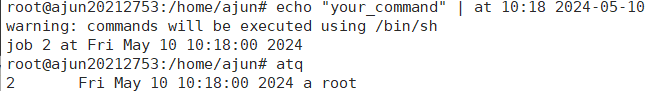 root@ajun20212753:/home/ajun# echo "your_command" | at 10:18 2024-05-10
warning: commands will be executed using /bin/sh
job 2 at Fri May 10 10:18:00 2024
root@ajun20212753:/home/ajun# atq
2       Fri May 10 10:18:00 2024 a root